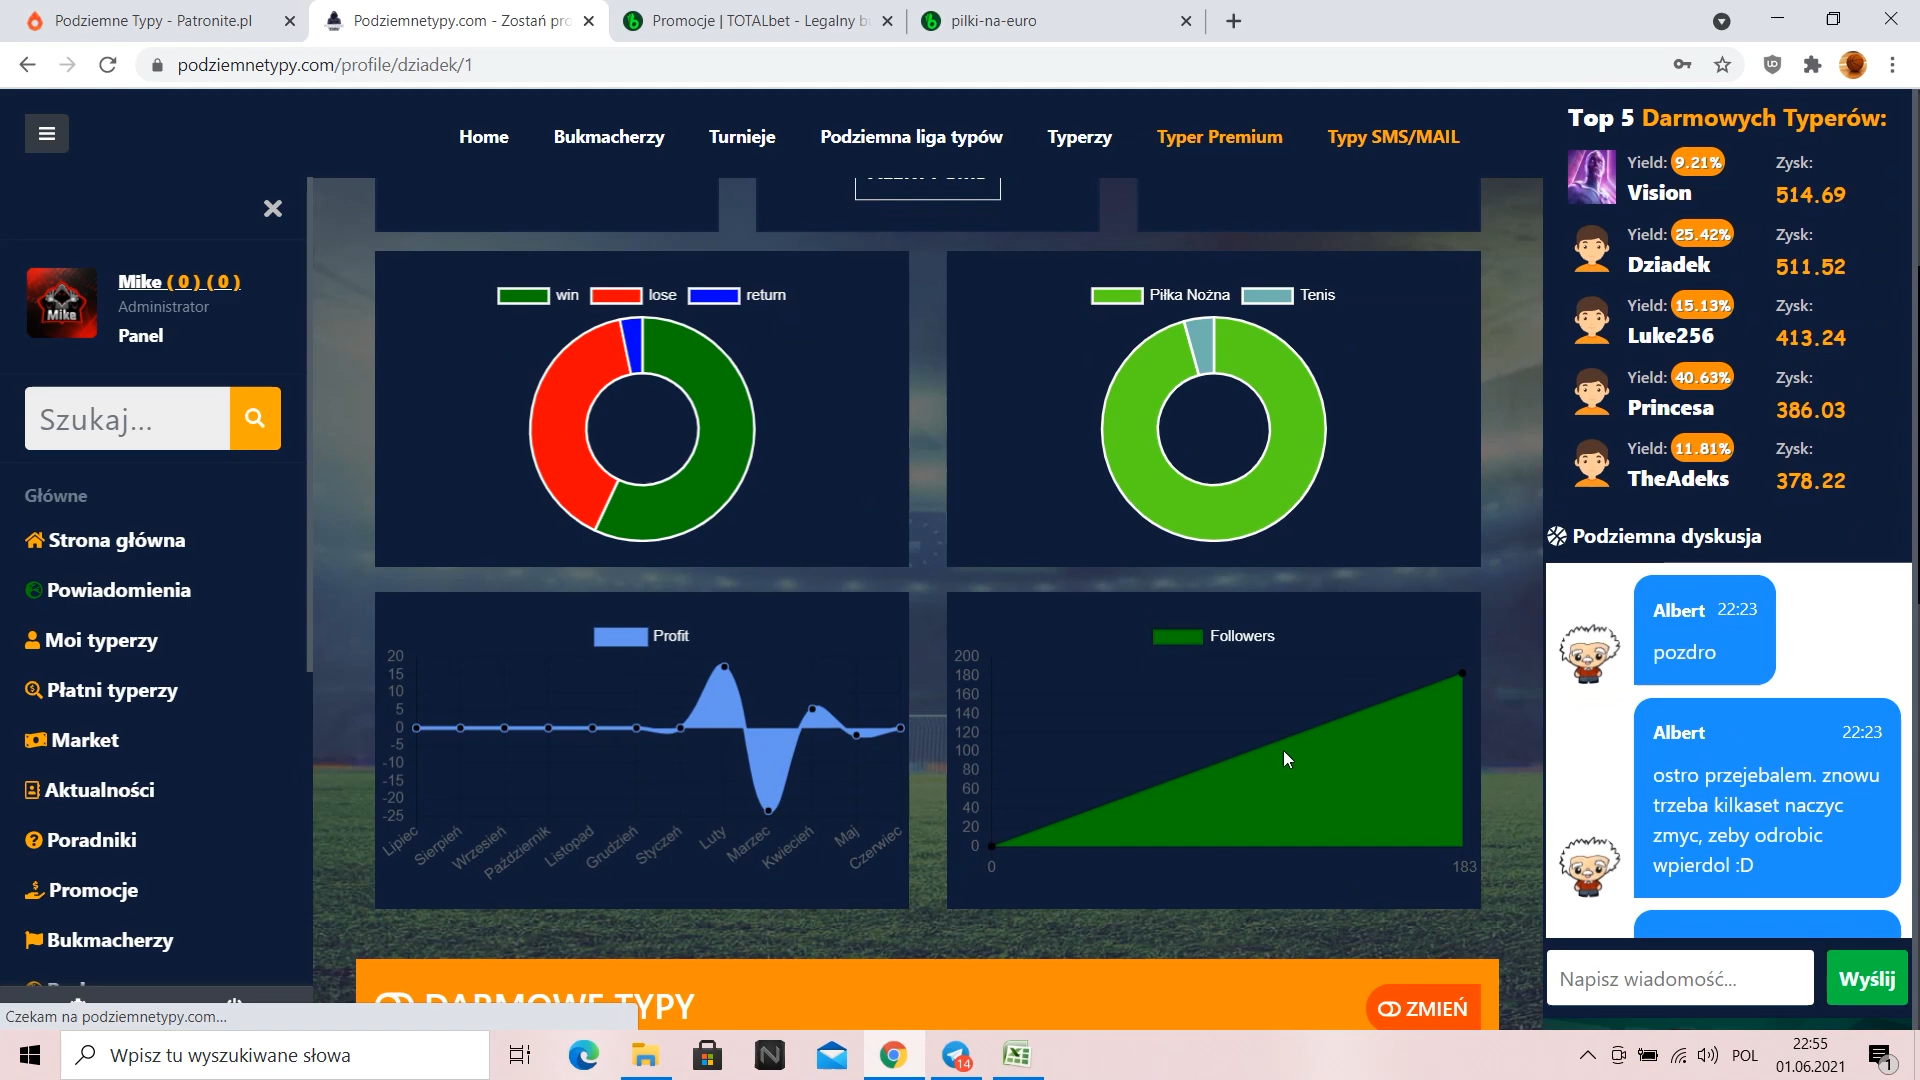 Podziemne Typy - Patronite.pl
Podziemnetypy.com - Zostań pro
Promocje | TOTALbet - Legalny b
pilki-na-euro
podziemnetypy.com/profile/dziadek/1
Home Bukmacherzy Turnieje Podziemna liga typów Typerzy Typer Premium Typy SMS/MAIL
Mike ( 0 ) ( 0 )
Administrator
Panel
Szukaj...
Główne
Strona główna
Powiadomienia
Moi typerzy
Płatni typerzy
Market
Aktualności
Poradniki
Promocje
Bukmacherzy
Czekam na podziemnetypy.com...
win lose return
Piłka Nożna Tenis
Profit
20
15
10
5
0
-5
-10
-15
-20
-25
Lipiec Sierpień Wrzesień Październik Listopad Grudzień Styczeń Luty Marzec Kwiecień Maj Czerwiec
Followers
200
180
160
140
120
100
80
60
40
20
0
0 183
DARMOWE TYPY
ZMIEŃ
Top 5 Darmowych Typerów:
Yield: 9.21% Zysk:
Vision 514.69
Yield: 25.42% Zysk:
Dziadek 511.52
Yield: 15.13% Zysk:
Luke256 413.24
Yield: 40.63% Zysk:
Princesa 386.03
Yield: 11.81% Zysk:
TheAdeks 378.22
Podziemna dyskusja
Albert 22:23
pozdro
Albert 22:23
ostro przejebalem. znowu
trzeba kilkaset naczyc
zmyc, zeby odrobic
wpierdol :D
Napisz wiadomość...
Wyślij
Wpisz tu wyszukiwane słowa
14
POL
22:55
01.06.2021
1